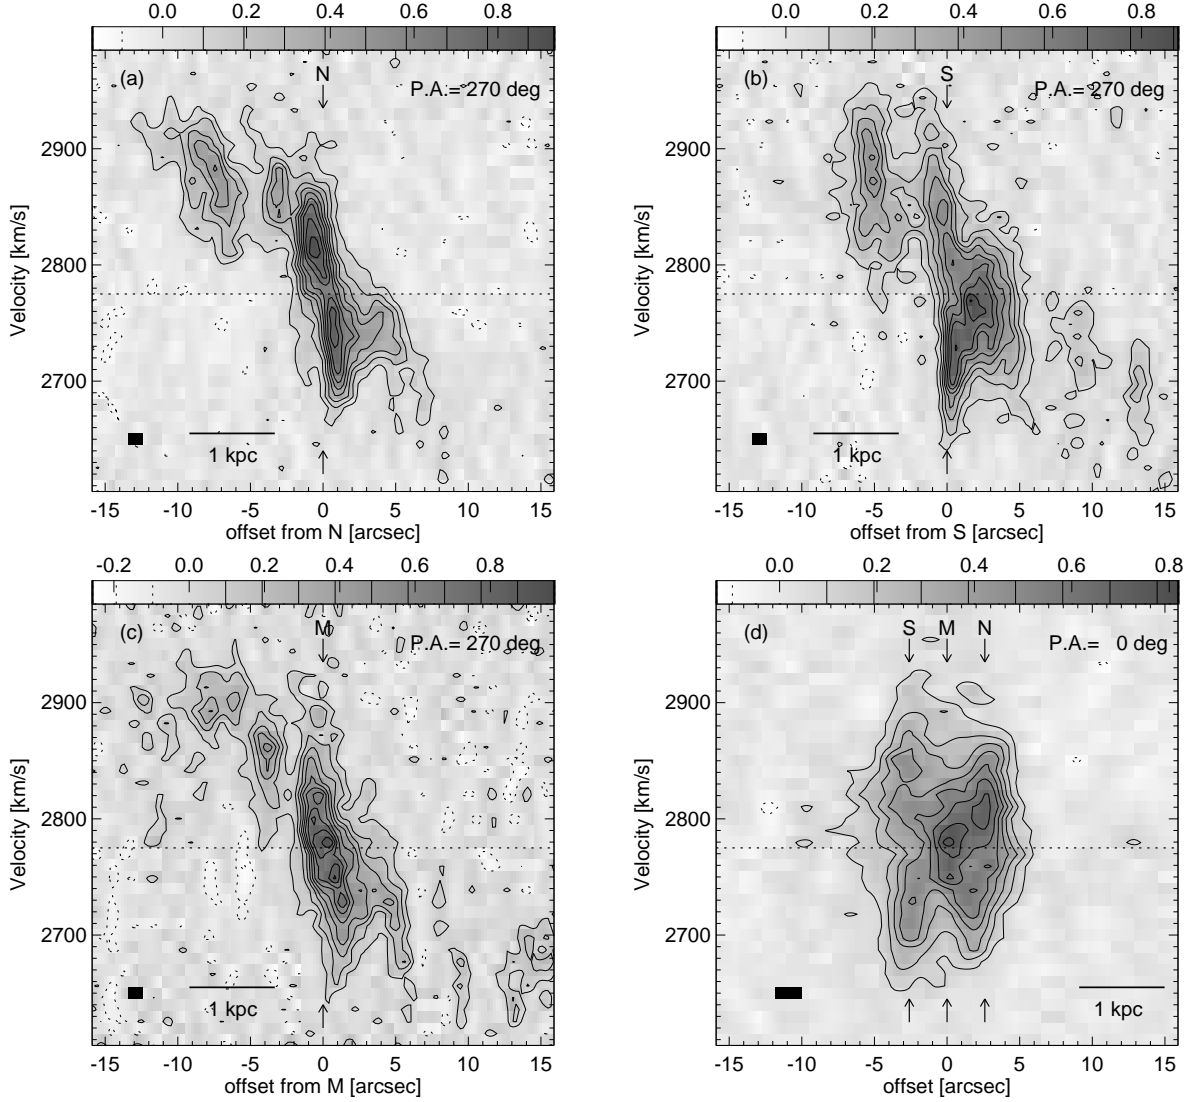 0.0 0.2 0.4 0.6 0.8
(a)
N
P.A.= 270 deg
2900
2800
2700
Velocity [km/s]
1 kpc
-15 -10 -5 0 5 10 15
offset from N [arcsec]
0.0 0.2 0.4 0.6 0.8
(b)
S
P.A.= 270 deg
2900
2800
2700
Velocity [km/s]
1 kpc
-15 -10 -5 0 5 10 15
offset from S [arcsec]
-0.2 0.0 0.2 0.4 0.6 0.8
(c)
M
P.A.= 270 deg
2900
2800
2700
Velocity [km/s]
1 kpc
-15 -10 -5 0 5 10 15
offset from M [arcsec]
0.0 0.2 0.4 0.6 0.8
(d)
S M N
P.A.= 0 deg
2900
2800
2700
Velocity [km/s]
1 kpc
-15 -10 -5 0 5 10 15
offset [arcsec]